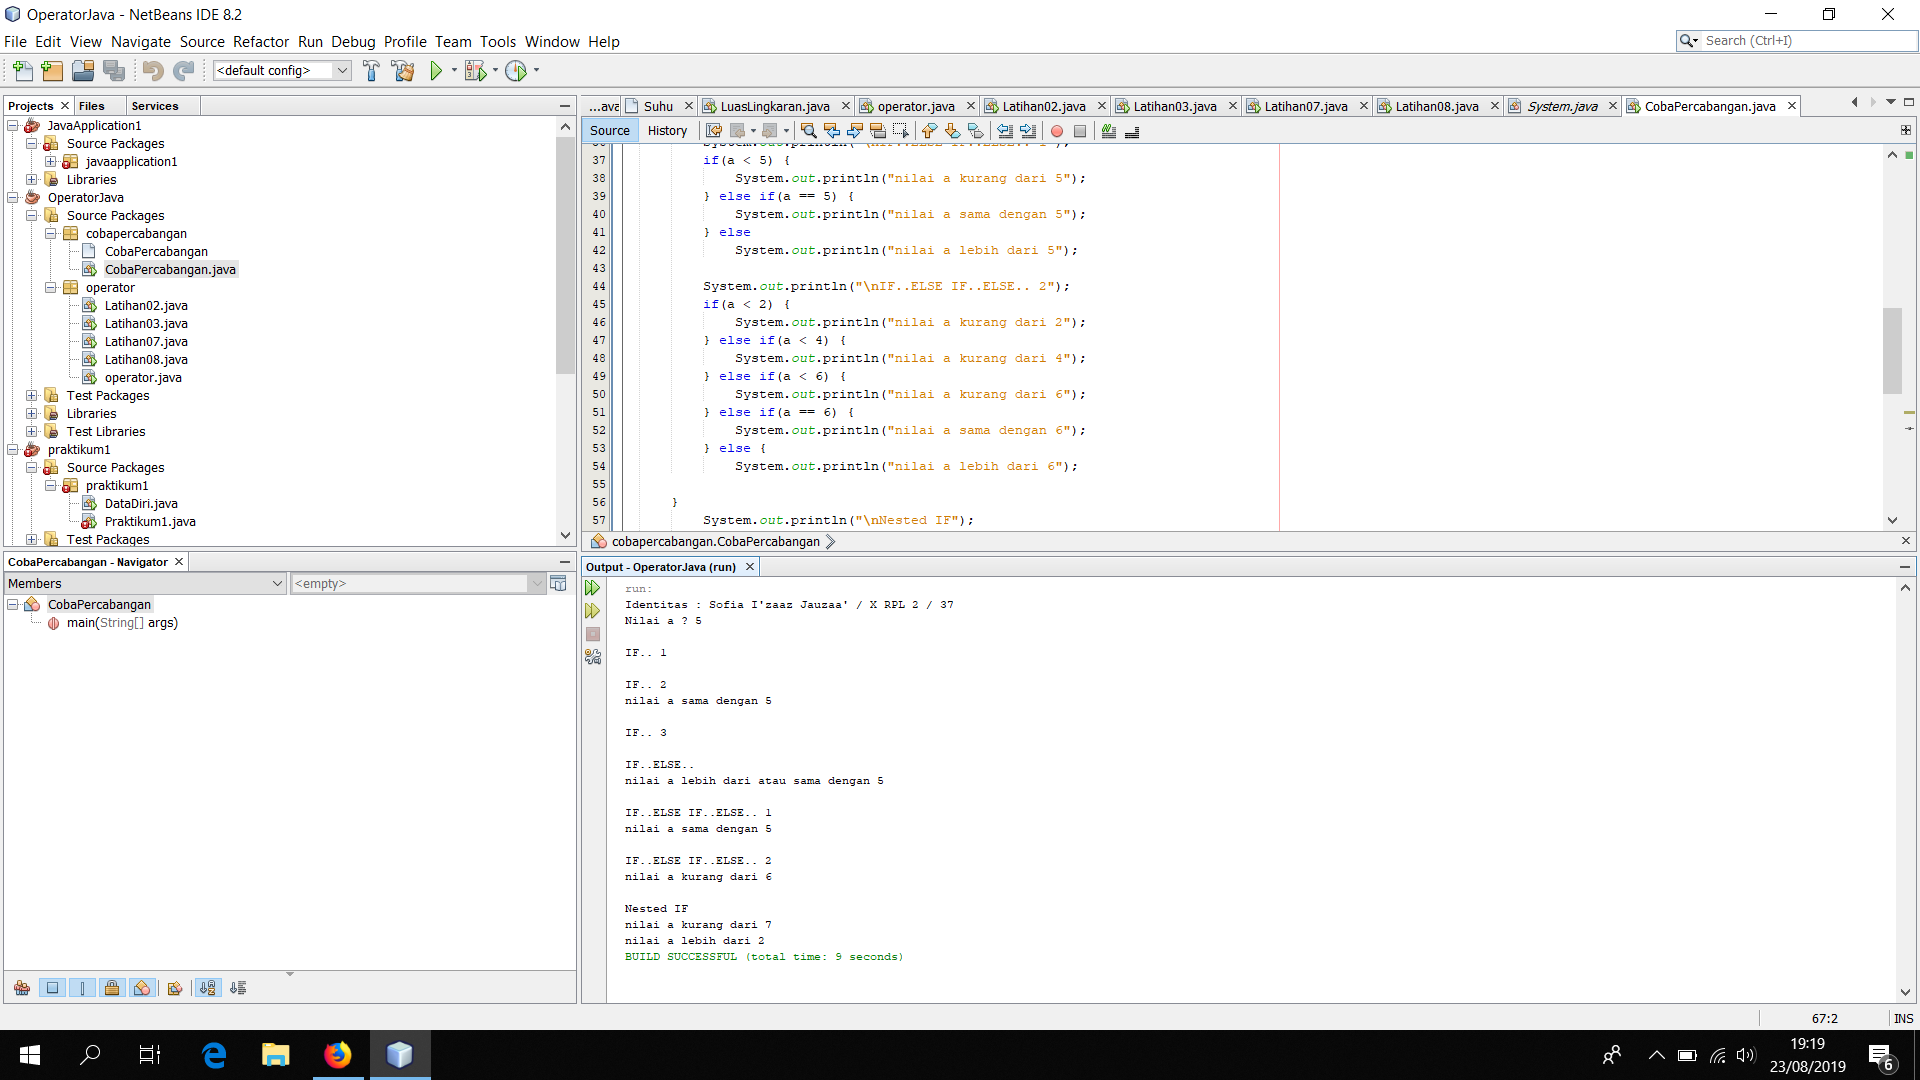 OperatorJava - NetBeans IDE 8.2
File Edit View Navigate Source Refactor Run Debug Profile Team Tools Window Help
Search (Ctrl+I)
<default config>
Projects Files Services
JavaApplication1
Source Packages
javaapplication1
Libraries
OperatorJava
Source Packages
cobapercabangan
CobaPercabangan
CobaPercabangan.java
operator
Latihan02.java
Latihan03.java
Latihan07.java
Latihan08.java
operator.java
Test Packages
Libraries
Test Libraries
praktikum1
Source Packages
praktikum1
DataDiri.java
Praktikum1.java
Test Packages
CobaPercabangan - Navigator
Members <empty>
CobaPercabangan
main(String[] args)
...ava Suhu LuasLingkaran.java operator.java Latihan02.java Latihan03.java Latihan07.java Latihan08.java System.java CobaPercabangan.java
Source History
36 System.out.println("\nIF..ELSE IF..ELSE.. 1");
37 if(a < 5) {
38 System.out.println("nilai a kurang dari 5");
39 } else if(a == 5) {
40 System.out.println("nilai a sama dengan 5");
41 } else
42 System.out.println("nilai a lebih dari 5");
43
44 System.out.println("\nIF..ELSE IF..ELSE.. 2");
45 if(a < 2) {
46 System.out.println("nilai a kurang dari 2");
47 } else if(a < 4) {
48 System.out.println("nilai a kurang dari 4");
49 } else if(a < 6) {
50 System.out.println("nilai a kurang dari 6");
51 } else if(a == 6) {
52 System.out.println("nilai a sama dengan 6");
53 } else {
54 System.out.println("nilai a lebih dari 6");
55
56 }
57 System.out.println("\nNested IF");
cobapercabangan.CobaPercabangan
Output - OperatorJava (run)
run:
Identitas : Sofia I'zaaz Jauzaa' / X RPL 2 / 37
Nilai a ? 5
IF.. 1
IF.. 2
nilai a sama dengan 5
IF.. 3
IF..ELSE..
nilai a lebih dari atau sama dengan 5
IF..ELSE IF..ELSE.. 1
nilai a sama dengan 5
IF..ELSE IF..ELSE.. 2
nilai a kurang dari 6
Nested IF
nilai a kurang dari 7
nilai a lebih dari 2
BUILD SUCCESSFUL (total time: 9 seconds)
67:2 INS
19:19
23/08/2019
6